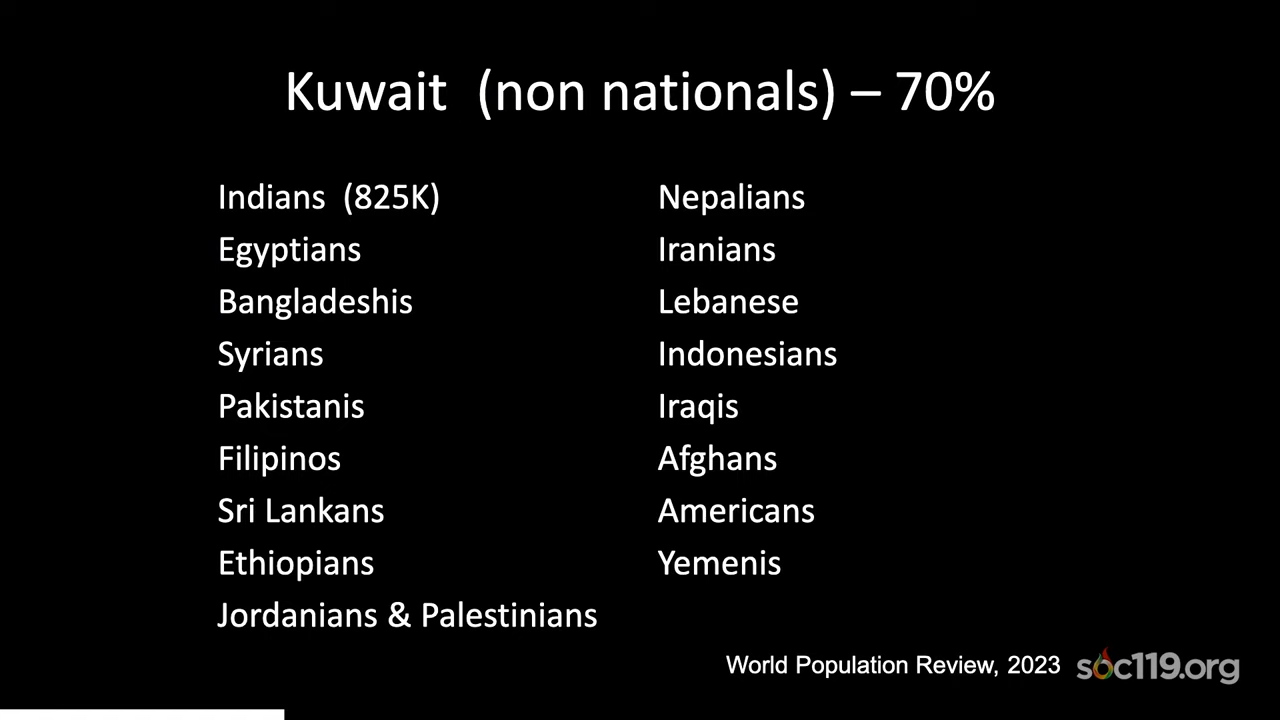 Kuwait (non nationals) – 70%
Indians (825K)
Egyptians
Bangladeshis
Syrians
Pakistanis
Filipinos
Sri Lankans
Ethiopians
Jordanians & Palestinians
Nepalians
Iranians
Lebanese
Indonesians
Iraqis
Afghans
Americans
Yemenis
World Population Review, 2023
soc119.org